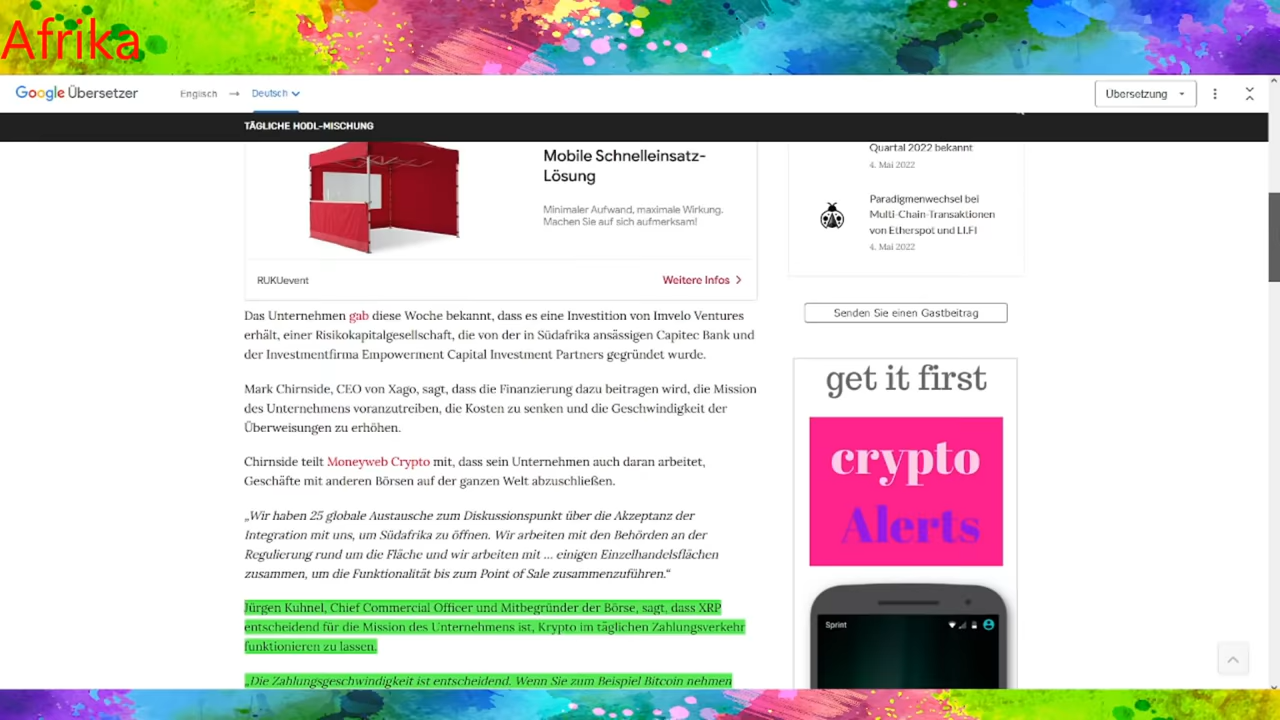 Afrika
Google Übersetzer
Englisch → Deutsch
Übersetzung
TÄGLICHE HODL-MISCHUNG
Mobile Schnelleinsatz-
Lösung
Minimaler Aufwand, maximale Wirkung.
Machen Sie auf sich aufmerksam!
RUKUevent
Weitere Infos
Das Unternehmen gab diese Woche bekannt, dass es eine Investition von Imvelo Ventures
erhält, einer Risikokapitalgesellschaft, die von der in Südafrika ansässigen Capitec Bank und
der Investmentfirma Empowerment Capital Investment Partners gegründet wurde.
Mark Chirnside, CEO von Xago, sagt, dass die Finanzierung dazu beitragen wird, die Mission
des Unternehmens voranzutreiben, die Kosten zu senken und die Geschwindigkeit der
Überweisungen zu erhöhen.
Chirnside teilt Moneyweb Crypto mit, dass sein Unternehmen auch daran arbeitet,
Geschäfte mit anderen Börsen auf der ganzen Welt abzuschließen.
„Wir haben 25 globale Austausche zum Diskussionspunkt über die Akzeptanz der
Integration mit uns, um Südafrika zu öffnen. Wir arbeiten mit den Behörden an der
Regulierung rund um die Fläche und wir arbeiten mit ... einigen Einzelhandelsflächen
zusammen, um die Funktionalität bis zum Point of Sale zusammenzuführen.“
Jürgen Kuhnel, Chief Commercial Officer und Mitbegründer der Börse, sagt, dass XRP
entscheidend für die Mission des Unternehmens ist, Krypto im täglichen Zahlungsverkehr
funktionieren zu lassen.
„Die Zahlungsgeschwindigkeit ist entscheidend. Wenn Sie zum Beispiel Bitcoin nehmen
Quartal 2022 bekannt
4. Mai 2022
Paradigmenwechsel bei
Multi-Chain-Transaktionen
von Etherspot und LI.FI
4. Mai 2022
Senden Sie einen Gastbeitrag
get it first
crypto
Alerts
Sprint